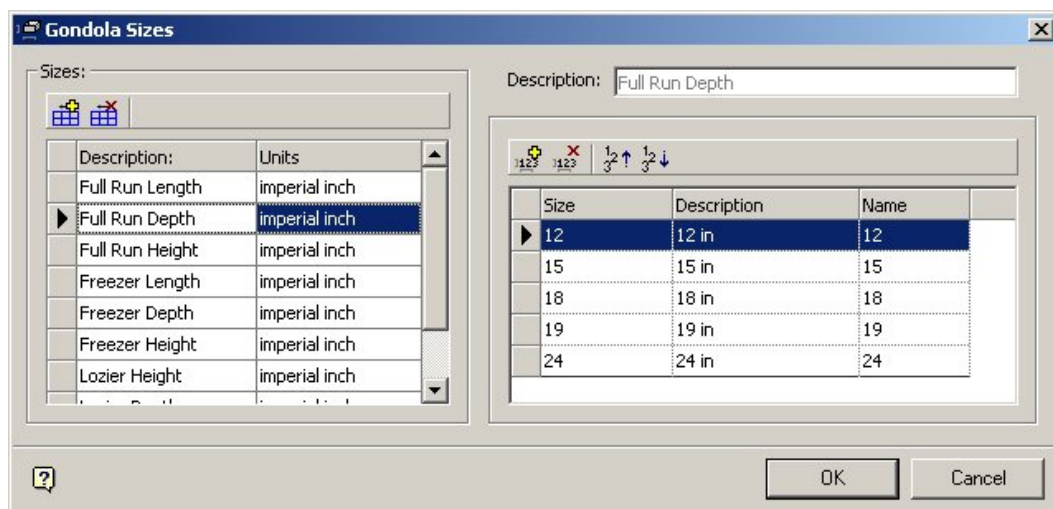 Gondola Sizes
Sizes:
Description: Units
Full Run Length imperial inch
Full Run Depth imperial inch
Full Run Height imperial inch
Freezer Length imperial inch
Freezer Depth imperial inch
Freezer Height imperial inch
Lozier Height imperial inch
Description: Full Run Depth
Size Description Name
12 12 in 12
15 15 in 15
18 18 in 18
19 19 in 19
24 24 in 24
OK Cancel